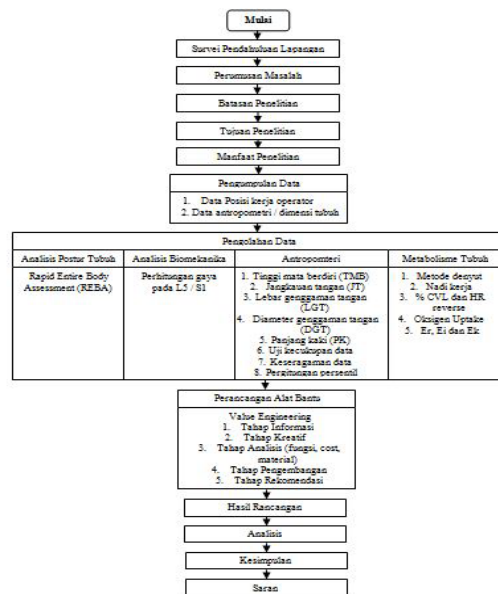 Mulai
Survei Pendahuluan Lapangan
Perumusan Masalah
Batasan Penelitian
Tujuan Penelitian
Manfaat Penelitian
Pengumpulan Data
1. Data Posisi kerja operator
2. Data antropometri / dimensi tubuh
Pengolahan Data
Analisis Postur Tubuh
Rapid Entire Body
Assessment (REBA)
Analisis Biomekanika
Perhitungan gaya
pada L5 / S1
Antropomteri
1. Tinggi mata berdiri (TMB)
2. Jangkauan tangan (JT)
3. Lebar genggaman tangan
(LGT)
4. Diameter genggaman tangan
(DGT)
5. Panjang kaki (PK)
6. Uji kecukupan data
7. Keseragaman data
8. Pergitungan persentil
Metabolisme Tubuh
1. Metode denyut
2. Nadi kerja
3. % CVL dan HR
reverse
4. Oksigen Uptake
5. Er, Ei dan Ek
Perancangan Alat Bantu
Value Engineering
1. Tahap Informasi
2. Tahap Kreatif
3. Tahap Analisis (fungsi, cost,
material)
4. Tahap Pengembangan
5. Tahap Rekomendasi
Hasil Rancangan
Analisis
Kesimpulan
Saran